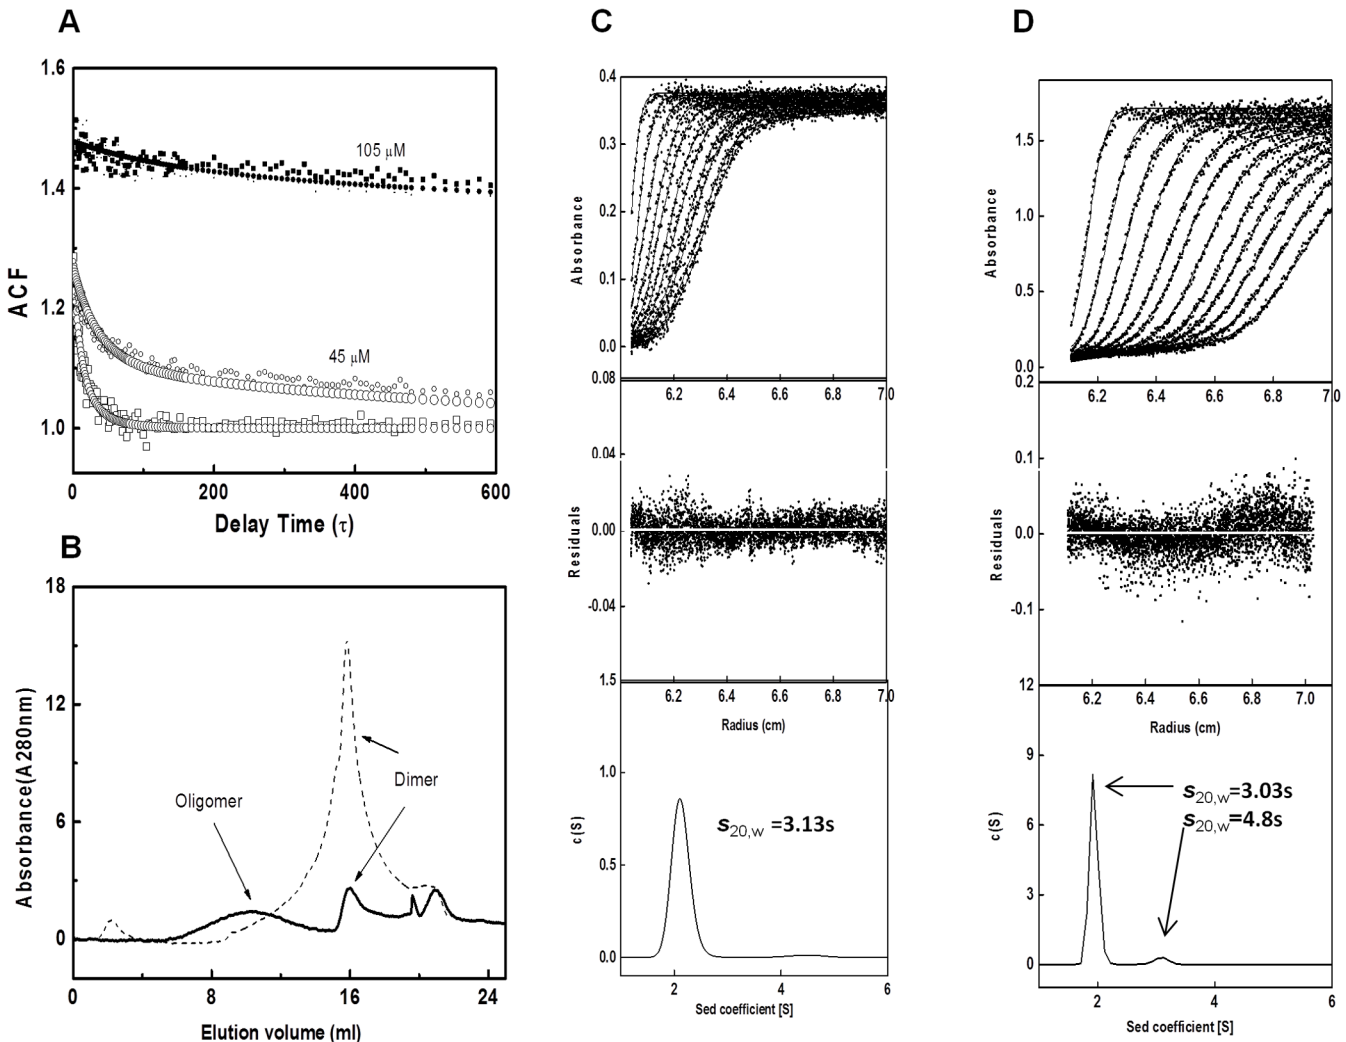 A
1.6
1.4
1.2
1.0
ACF
105 µM
45 µM
0
200
400
600
Delay Time (τ)
B
18
12
6
0
Absorbance(A280nm)
Oligomer
Dimer
0
8
16
24
Elution volume (ml)
C
0.4
0.3
0.2
0.1
0.0
Absorbance
0.08
6.2
6.4
6.6
6.8
7.0
0.04
0.00
-0.04
Residuals
1.5
6.2
6.4
6.6
6.8
7.0
Radius (cm)
1.0
0.5
0.0
c(S)
s20,w =3.13s
2
4
6
Sed coefficient [S]
D
1.5
1.0
0.5
0.0
Absorbance
0.2
6.2
6.4
6.6
6.8
7.0
0.1
0.0
-0.1
Residuals
12
6.2
6.4
6.6
6.8
7.0
Radius (cm)
9
6
3
0
c(S)
s20,w=3.03s
s20,w=4.8s
2
4
6
Sed coefficient [S]